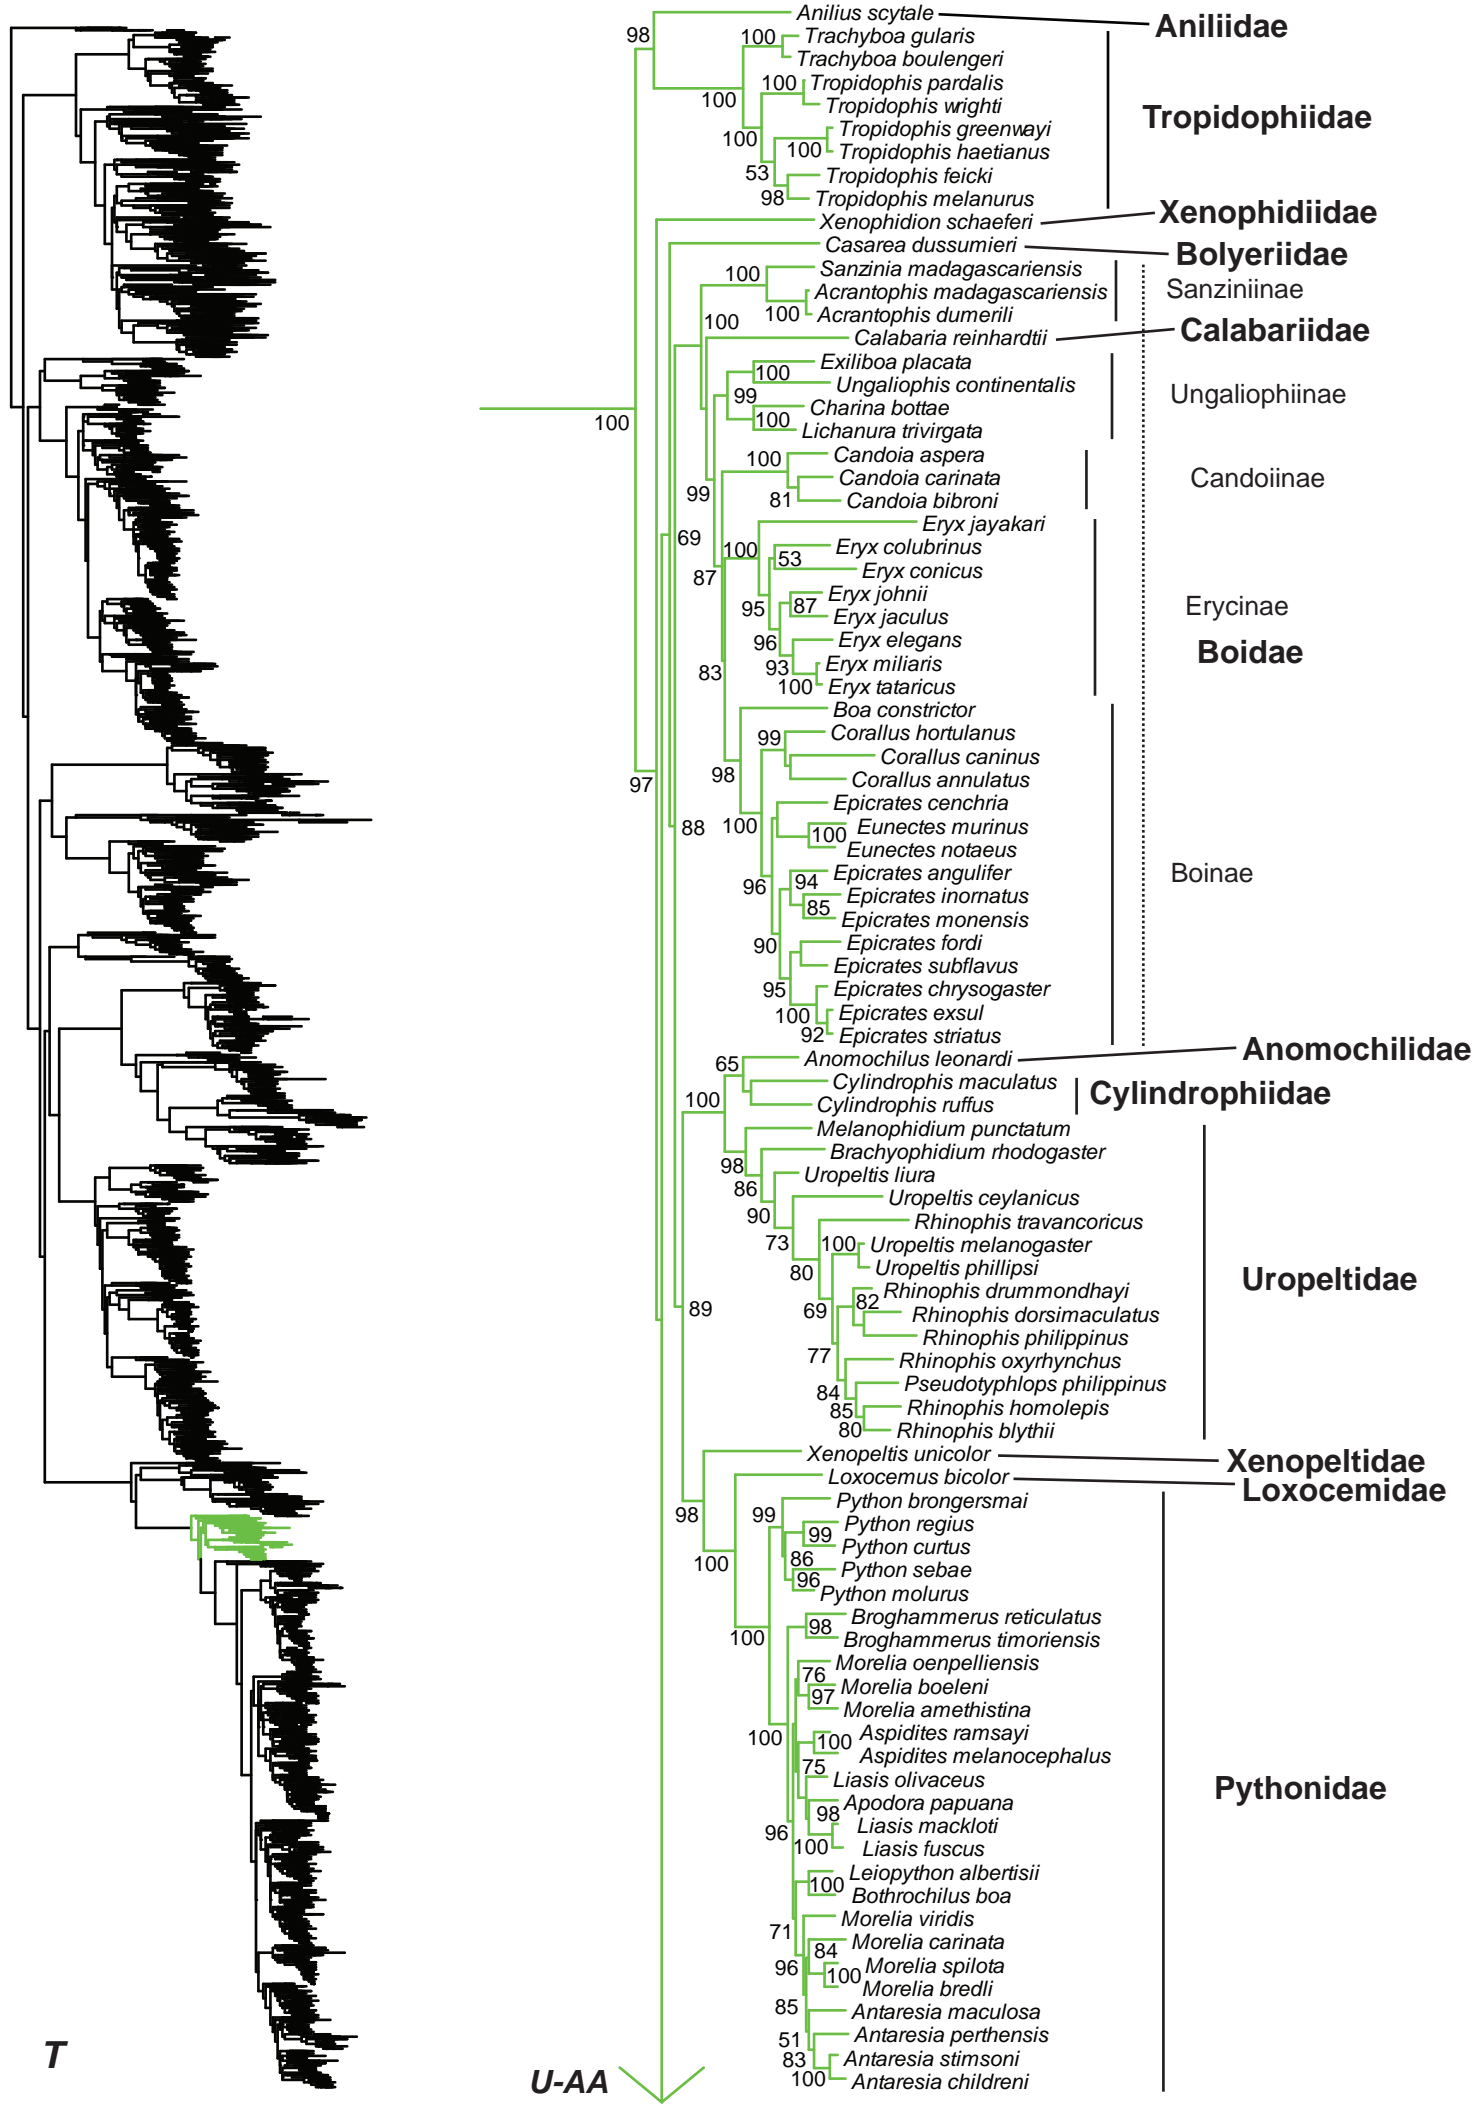 Anilius scytale
Aniliidae
98
Trachyboa gularis
100
Trachyboa boulengeri
Tropidophis pardalis
100
100
Tropidophis wrighti
Tropidophiidae
Tropidophis greenwayi
100
Tropidophis haetianus
100
Tropidophis feicki
53
Tropidophis melanurus
98
Xenophidion schaeferi
Xenophidiidae
Casarea dussumieri
Bolyeriidae
Sanzinia madagascariensis
100
Acrantophis madagascariensis
Sanziniinae
Acrantophis dumerili
100
100
Calabaria reinhardtii
Calabariidae
Exiliboa placata
100
Ungaliophis continentalis
99
Ungaliophiinae
Charina bottae
100
Lichanura trivirgata
100
Candoia aspera
100
Candoia carinata
Candoiinae
99
81
Candoia bibroni
Eryx jayakari
69
100
Eryx colubrinus
53
Eryx conicus
87
Eryx johnii
87
95
Erycinae
Eryx jaculus
Eryx elegans
96
Boidae
Eryx miliaris
93
83
Eryx tataricus
100
Boa constrictor
Corallus hortulanus
99
Corallus caninus
98
Corallus annulatus
97
Epicrates cenchria
88
100
Eunectes murinus
100
Eunectes notaeus
Epicrates angulifer
94
96
Boinae
Epicrates inornatus
85
Epicrates monensis
Epicrates fordi
90
Epicrates subflavus
Epicrates chrysogaster
95
Epicrates exsul
100
Epicrates striatus
92
Anomochilus leonardi
Anomochilidae
65
Cylindrophis maculatus
Cylindrophiidae
100
Cylindrophis ruffus
Melanophidium punctatum
Brachyophidium rhodogaster
98
Uropeltis liura
86
Uropeltis ceylanicus
90
Rhinophis travancoricus
73
100
Uropeltis melanogaster
Uropeltis phillipsi
80
Uropeltidae
Rhinophis drummondhayi
82
89
69
Rhinophis dorsimaculatus
Rhinophis philippinus
77
Rhinophis oxyrhynchus
Pseudotyphlops philippinus
84
Rhinophis homolepis
85
Rhinophis blythii
80
Xenopeltis unicolor
Xenopeltidae
Loxocemus bicolor
Loxocemidae
Python brongersmai
99
98
Python regius
99
Python curtus
86
100
Python sebae
96
Python molurus
Broghammerus reticulatus
98
100
Broghammerus timoriensis
Morelia oenpelliensis
76
Morelia boeleni
97
Morelia amethistina
Aspidites ramsayi
100
100
Aspidites melanocephalus
75
Liasis olivaceus
Pythonidae
Apodora papuana
98
Liasis mackloti
96
100
Liasis fuscus
Leiopython albertisii
100
Bothrochilus boa
Morelia viridis
71
Morelia carinata
84
Morelia spilota
96
100
Morelia bredli
85
Antaresia maculosa
Antaresia perthensis
51
Antaresia stimsoni
83
T
Antaresia childreni
100
U-AA